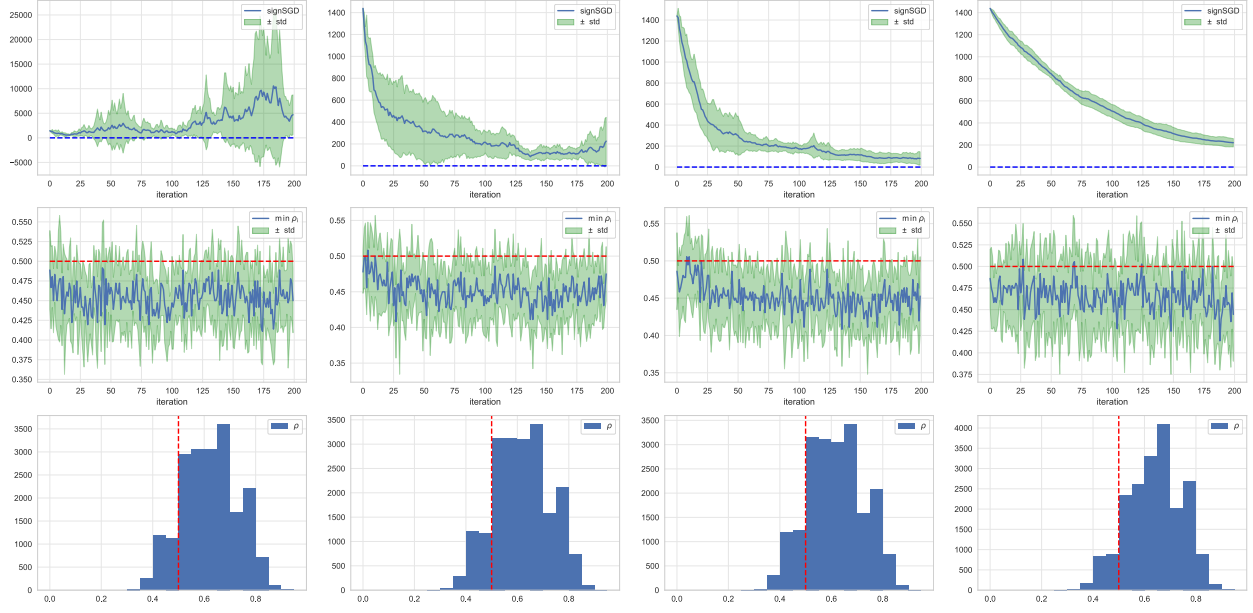 signSGD
± std
25000
20000
15000
10000
5000
0
−5000
0 25 50 75 100 125 150 175 200
iteration
signSGD
± std
1400
1200
1000
800
600
400
200
0
0 25 50 75 100 125 150 175 200
iteration
signSGD
± std
1400
1200
1000
800
600
400
200
0
0 25 50 75 100 125 150 175 200
iteration
signSGD
± std
1400
1200
1000
800
600
400
200
0
0 25 50 75 100 125 150 175 200
iteration
min ρi
± std
0.550
0.525
0.500
0.475
0.450
0.425
0.400
0.375
0.350
0 25 50 75 100 125 150 175 200
iteration
min ρi
± std
0.55
0.50
0.45
0.40
0.35
0 25 50 75 100 125 150 175 200
iteration
min ρi
± std
0.55
0.50
0.45
0.40
0.35
0 25 50 75 100 125 150 175 200
iteration
min ρi
± std
0.550
0.525
0.500
0.475
0.450
0.425
0.400
0.375
0 25 50 75 100 125 150 175 200
iteration
ρ
3500
3000
2500
2000
1500
1000
500
0
0.0 0.2 0.4 0.6 0.8
ρ
3500
3000
2500
2000
1500
1000
500
0
0.0 0.2 0.4 0.6 0.8
ρ
3500
3000
2500
2000
1500
1000
500
0
0.0 0.2 0.4 0.6 0.8
ρ
4000
3500
3000
2500
2000
1500
1000
500
0
0.0 0.2 0.4 0.6 0.8